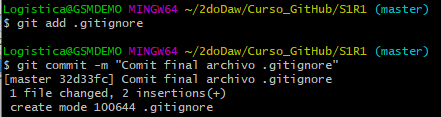 Logistica@GSMDEMO MINGW64 ~/2doDaw/Curso_GitHub/S1R1 (master)
$ git add .gitignore
Logistica@GSMDEMO MINGW64 ~/2doDaw/Curso_GitHub/S1R1 (master)
$ git commit -m "Comit final archivo .gitignore"
[master 32d33fc] Comit final archivo .gitignore
1 file changed, 2 insertions(+)
create mode 100644 .gitignore